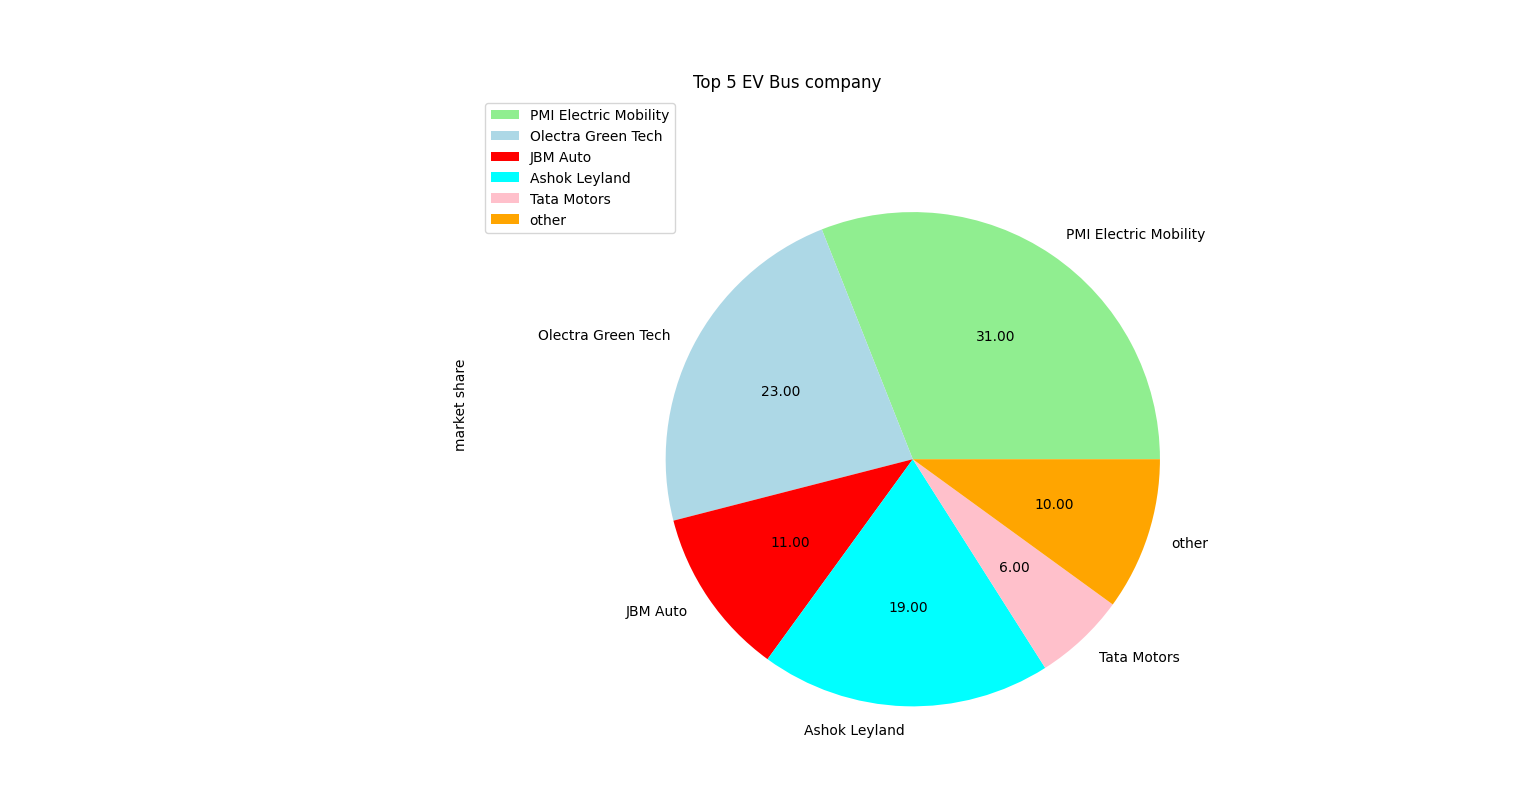 Top 5 EV Bus company
PMI Electric Mobility
Olectra Green Tech
JBM Auto
Ashok Leyland
Tata Motors
other
PMI Electric Mobility
31.00
Olectra Green Tech
23.00
market share
10.00
11.00
other
6.00
19.00
JBM Auto
Tata Motors
Ashok Leyland